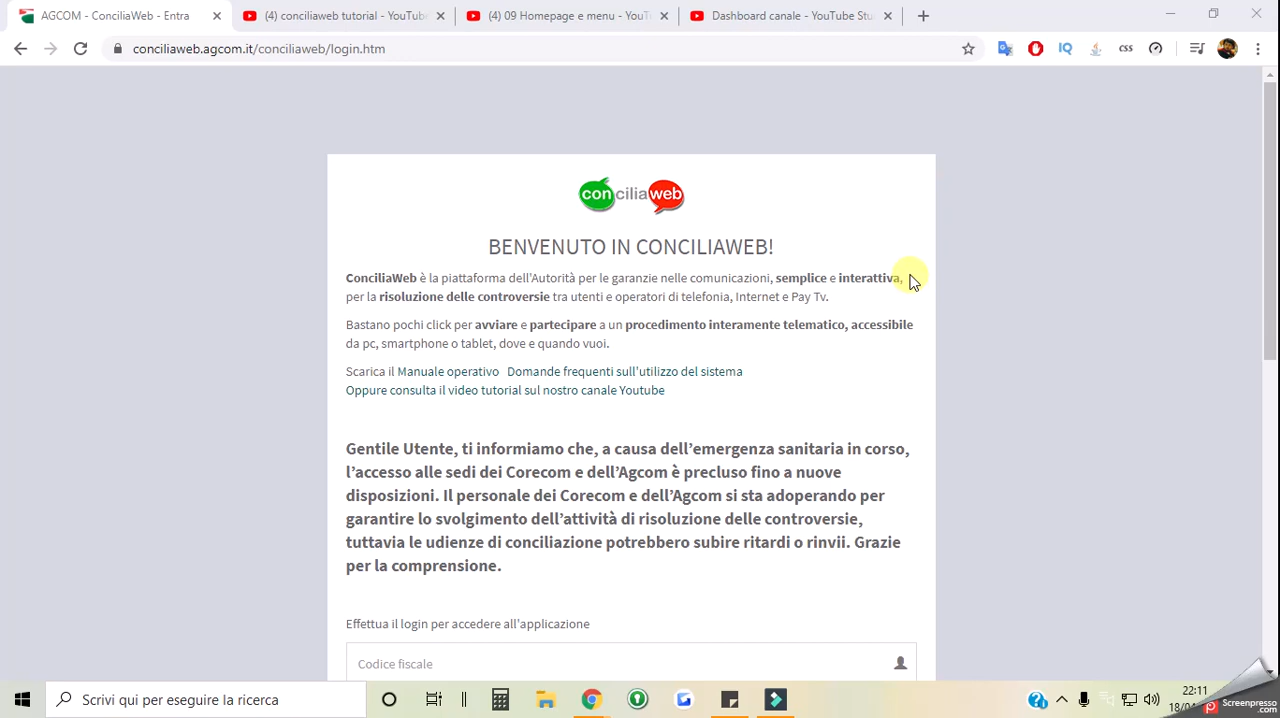 AGCOM - ConciliaWeb - Entra
(4) conciliaweb tutorial - YouTube
(4) 09 Homepage e menu - YouT
Dashboard canale - YouTube Stu
conciliaweb.agcom.it/conciliaweb/login.htm
IQ
css
conciliaweb
BENVENUTO IN CONCILIAWEB!
ConciliaWeb è la piattaforma dell'Autorità per le garanzie nelle comunicazioni, semplice e interattiva,
per la risoluzione delle controversie tra utenti e operatori di telefonia, Internet e Pay Tv.
Bastano pochi click per avviare e partecipare a un procedimento interamente telematico, accessibile
da pc, smartphone o tablet, dove e quando vuoi.
Scarica il Manuale operativo Domande frequenti sull'utilizzo del sistema
Oppure consulta il video tutorial sul nostro canale Youtube
Gentile Utente, ti informiamo che, a causa dell’emergenza sanitaria in corso,
l’accesso alle sedi dei Corecom e dell’Agcom è precluso fino a nuove
disposizioni. Il personale dei Corecom e dell’Agcom si sta adoperando per
garantire lo svolgimento dell’attività di risoluzione delle controversie,
tuttavia le udienze di conciliazione potrebbero subire ritardi o rinvii. Grazie
per la comprensione.
Effettua il login per accedere all'applicazione
Codice fiscale
Scrivi qui per eseguire la ricerca
22:11
18/04
Screenpresso
.com